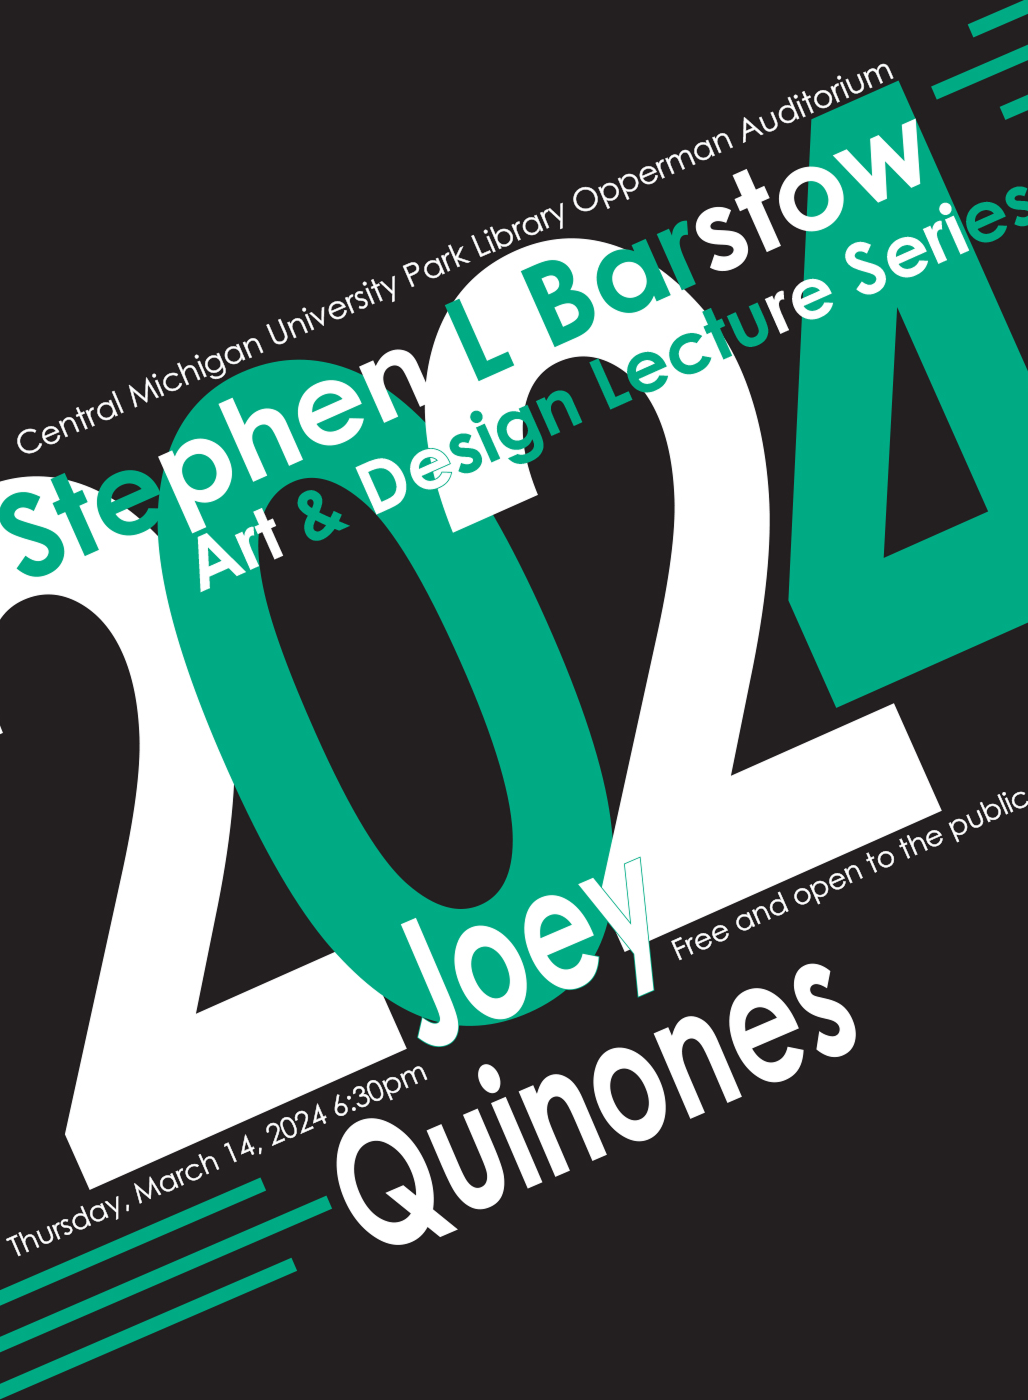 Central Michigan University Park Library Opperman Auditorium
Stephen L Barstow
Art & Design Lecture Series
2024
Joey
Free and open to the public
Quinones
Thursday, March 14, 2024 6:30pm